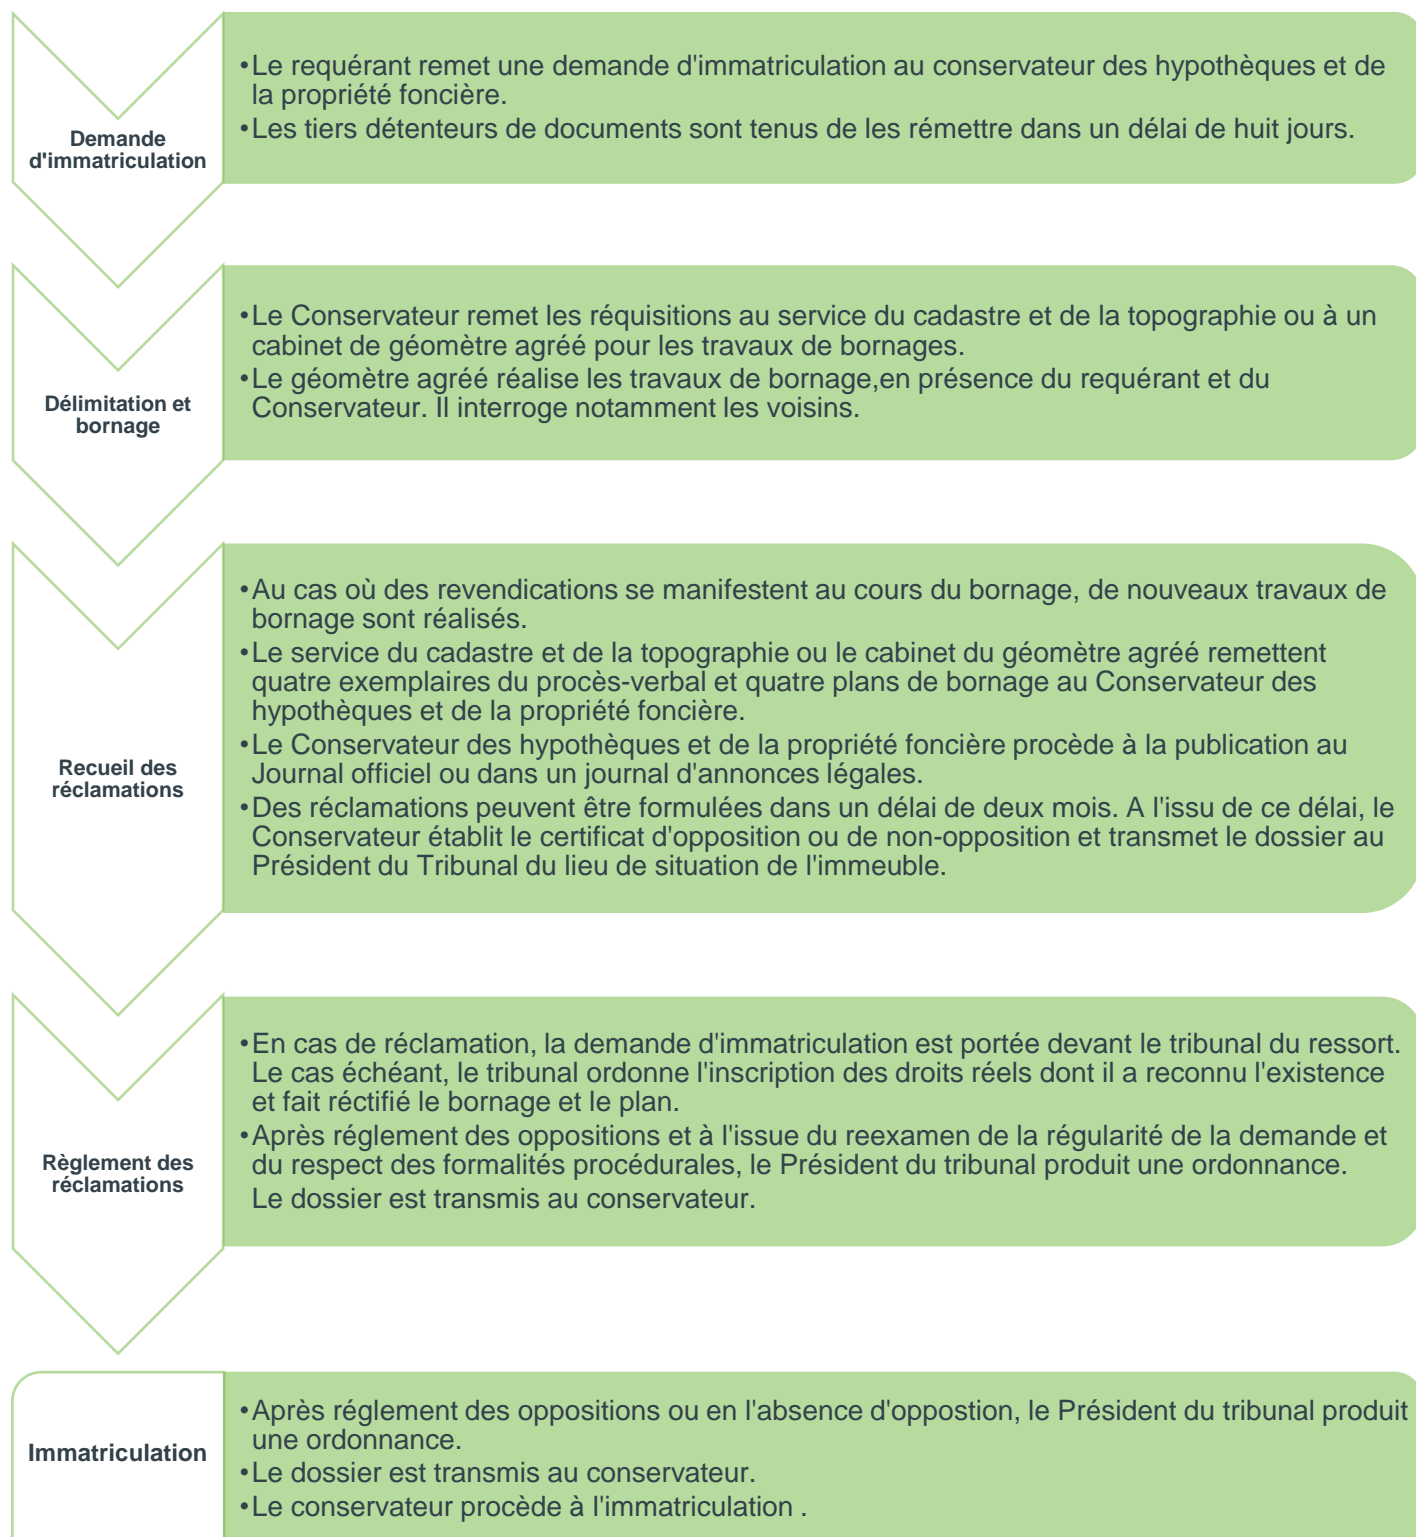 Demande
d'immatriculation
•Le requérant remet une demande d'immatriculation au conservateur des hypothèques et de
la propriété foncière.
•Les tiers détenteurs de documents sont tenus de les rémettre dans un délai de huit jours.
Délimitation et
bornage
•Le Conservateur remet les réquisitions au service du cadastre et de la topographie ou à un
cabinet de géomètre agréé pour les travaux de bornages.
•Le géomètre agréé réalise les travaux de bornage,en présence du requérant et du
Conservateur. Il interroge notamment les voisins.
Recueil des
réclamations
•Au cas où des revendications se manifestent au cours du bornage, de nouveaux travaux de
bornage sont réalisés.
•Le service du cadastre et de la topographie ou le cabinet du géomètre agréé remettent
quatre exemplaires du procès-verbal et quatre plans de bornage au Conservateur des
hypothèques et de la propriété foncière.
•Le Conservateur des hypothèques et de la propriété foncière procède à la publication au
Journal officiel ou dans un journal d'annonces légales.
•Des réclamations peuvent être formulées dans un délai de deux mois. A l'issu de ce délai, le
Conservateur établit le certificat d'opposition ou de non-opposition et transmet le dossier au
Président du Tribunal du lieu de situation de l'immeuble.
Règlement des
réclamations
•En cas de réclamation, la demande d'immatriculation est portée devant le tribunal du ressort.
Le cas échéant, le tribunal ordonne l'inscription des droits réels dont il a reconnu l'existence
et fait réctifié le bornage et le plan.
•Après réglement des oppositions et à l'issue du reexamen de la régularité de la demande et
du respect des formalités procédurales, le Président du tribunal produit une ordonnance.
Le dossier est transmis au conservateur.
Immatriculation
•Après réglement des oppositions ou en l'absence d'oppostion, le Président du tribunal produit
une ordonnance.
•Le dossier est transmis au conservateur.
•Le conservateur procède à l'immatriculation .